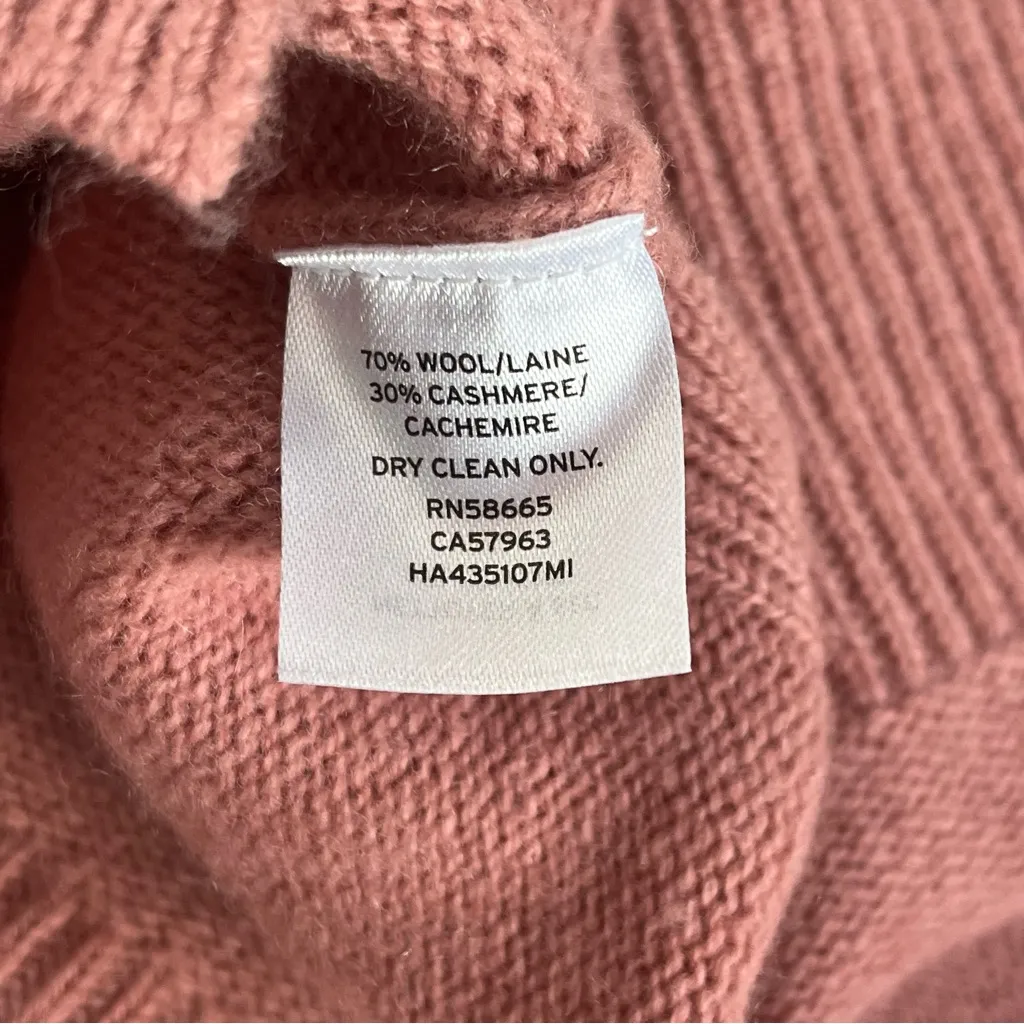 70% WOOL/LAINE
30% CASHMERE/
CACHEMIRE
DRY CLEAN ONLY.
RN58665
CA57963
HA435107MI